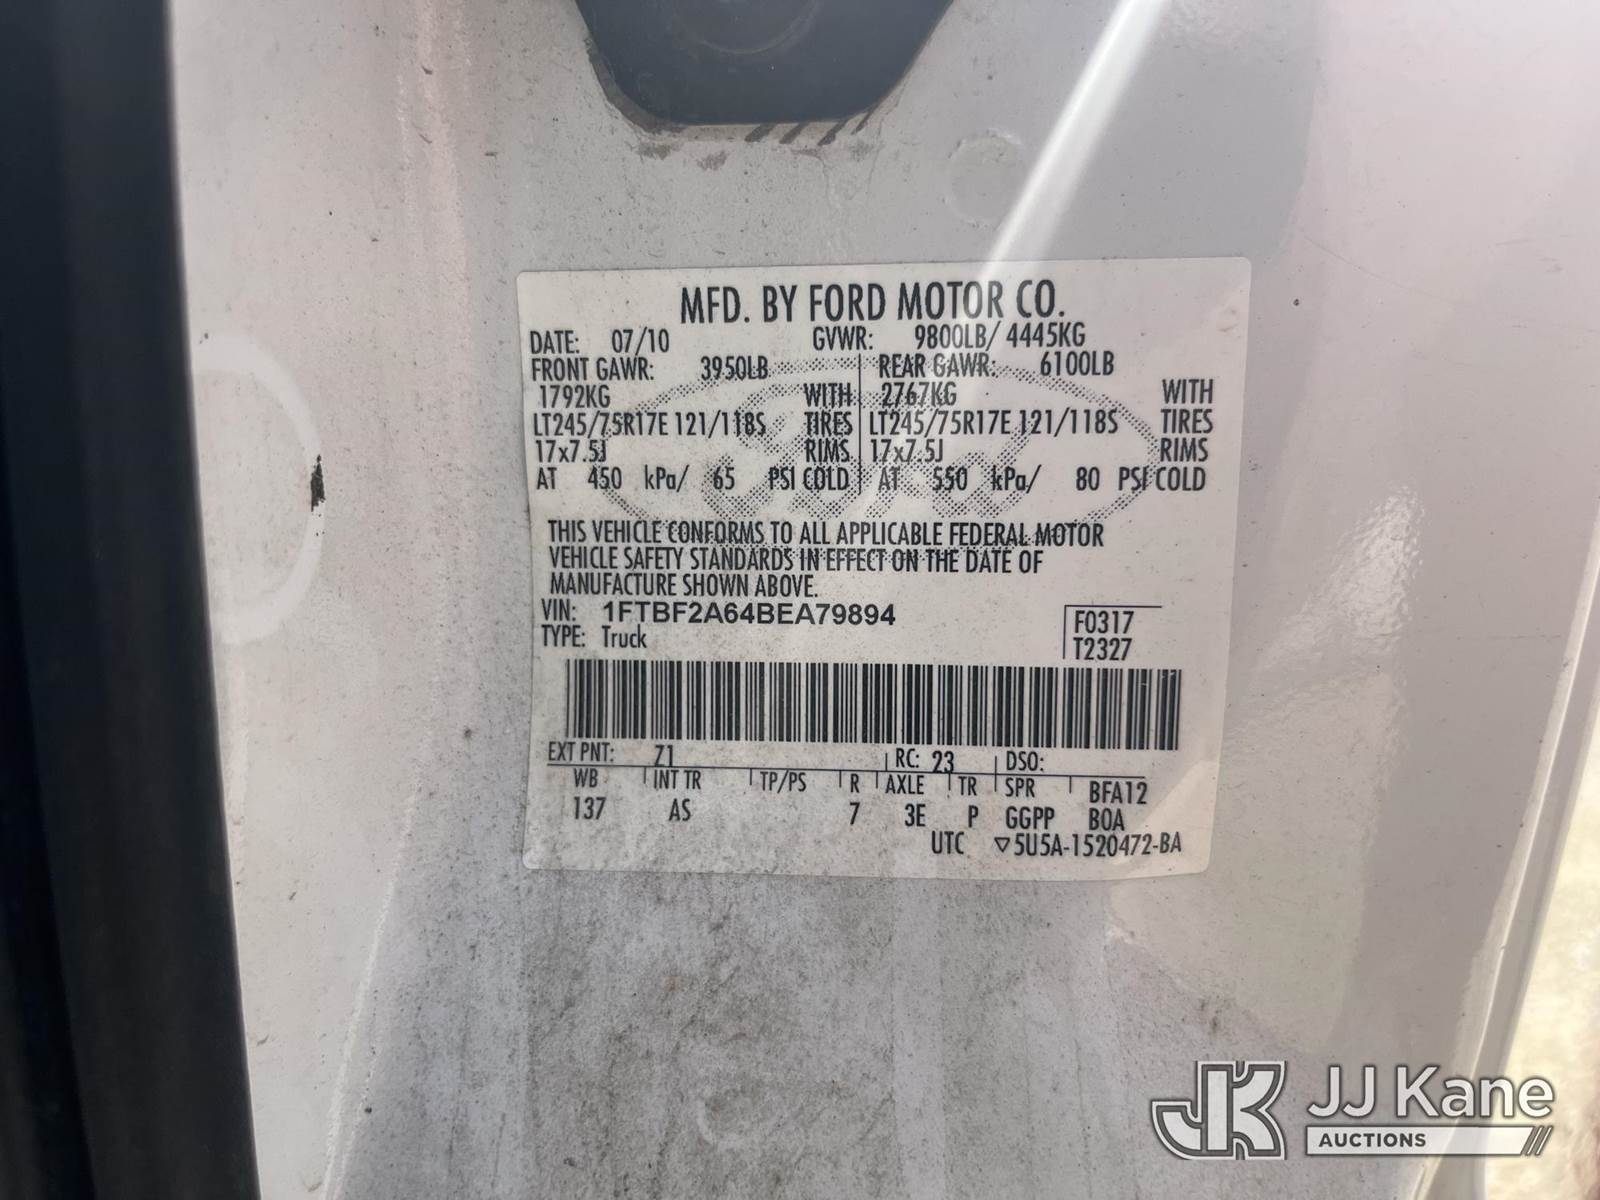 MFD. BY FORD MOTOR CO.
DATE: 07/10 GVWR: 9800LB/ 4445KG
FRONT GAWR: 3950LB REAR GAWR: 6100LB
1792KG WITH 2767KG WITH
LT245/75R17E 121/118S TIRES LT245/75R17E 121/118S TIRES
17x7.5J RIMS 17x7.5J RIMS
AT 450 kPa/ 65 PSI COLD AT 550 kPa/ 80 PSI COLD
THIS VEHICLE CONFORMS TO ALL APPLICABLE FEDERAL MOTOR
VEHICLE SAFETY STANDARDS IN EFFECT ON THE DATE OF
MANUFACTURE SHOWN ABOVE.
VIN: 1FTBF2A64BEA79894
TYPE: Truck
F0317
T2327
EXT PNT: Z1 RC: 23 DSO:
WB INT TR TP/PS R AXLE TR SPR BFA12
137 AS 7 3E P GGPP BOA
UTC ▽5U5A-1520472-BA
JK JJ Kane
AUCTIONS